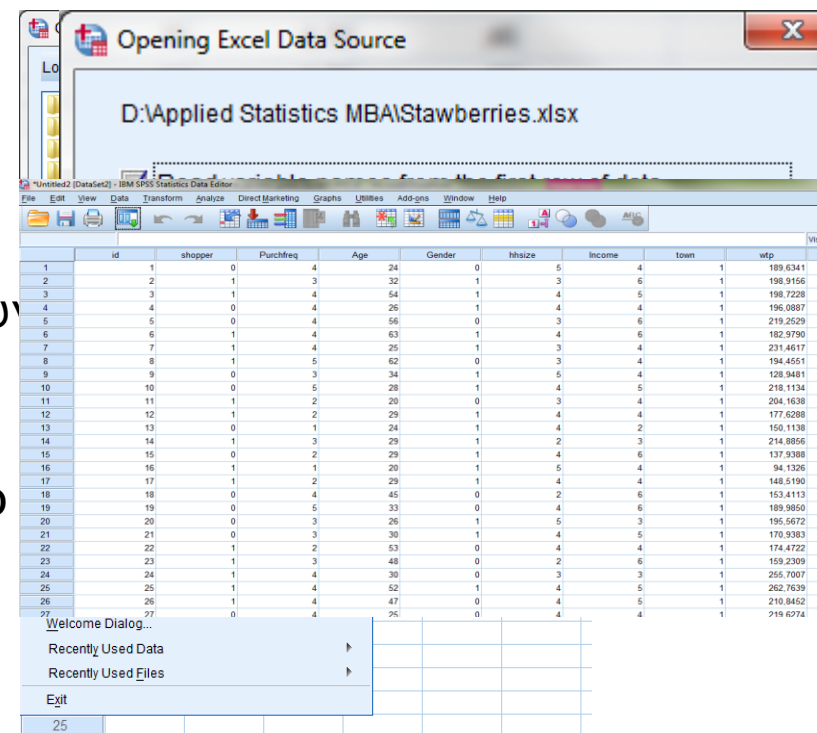 Lo
Opening Excel Data Source
D:\Applied Statistics MBA\Stawberries.xlsx
*Untitled2 [DataSet2] - IBM SPSS Statistics Data Editor
File Edit View Data Transform Analyze Direct Marketing Graphs Utilities Add-ons Window Help
id shopper Purchfreq Age Gender hhsize Income town wtp
1 1 0 4 24 0 5 4 1 189,6341
2 2 1 3 32 1 3 6 1 198,9156
3 3 1 4 54 1 4 5 1 198,7228
4 4 0 4 26 1 4 4 1 196,0887
5 5 0 4 56 0 3 6 1 219,2529
6 6 1 4 63 1 4 6 1 182,9790
7 7 1 4 25 1 3 4 1 231,4617
8 8 1 5 62 0 3 4 1 194,4551
9 9 0 3 34 1 5 4 1 128,9481
10 10 0 5 28 1 4 5 1 218,1134
11 11 1 2 20 0 3 4 1 204,1638
12 12 1 2 29 1 4 4 1 177,6288
13 13 0 1 24 1 4 2 1 150,1138
14 14 1 3 29 1 2 3 1 214,8856
15 15 0 2 29 1 4 6 1 137,9388
16 16 1 1 20 1 5 4 1 94,1326
17 17 1 2 29 1 4 4 1 148,5190
18 18 0 4 45 0 2 6 1 153,4113
19 19 0 5 33 0 4 6 1 189,9850
20 20 0 3 26 1 5 3 1 195,5672
21 21 0 3 30 1 4 5 1 170,9383
22 22 1 2 53 0 4 4 1 174,4722
23 23 1 3 48 0 2 6 1 159,2309
24 24 1 4 30 0 3 3 1 255,7007
25 25 1 4 52 1 4 5 1 262,7639
26 26 1 4 47 0 4 5 1 210,8452
27 27 0 4 25 0 4 4 1 219,6274
Welcome Dialog...
Recently Used Data
Recently Used Files
Exit
25